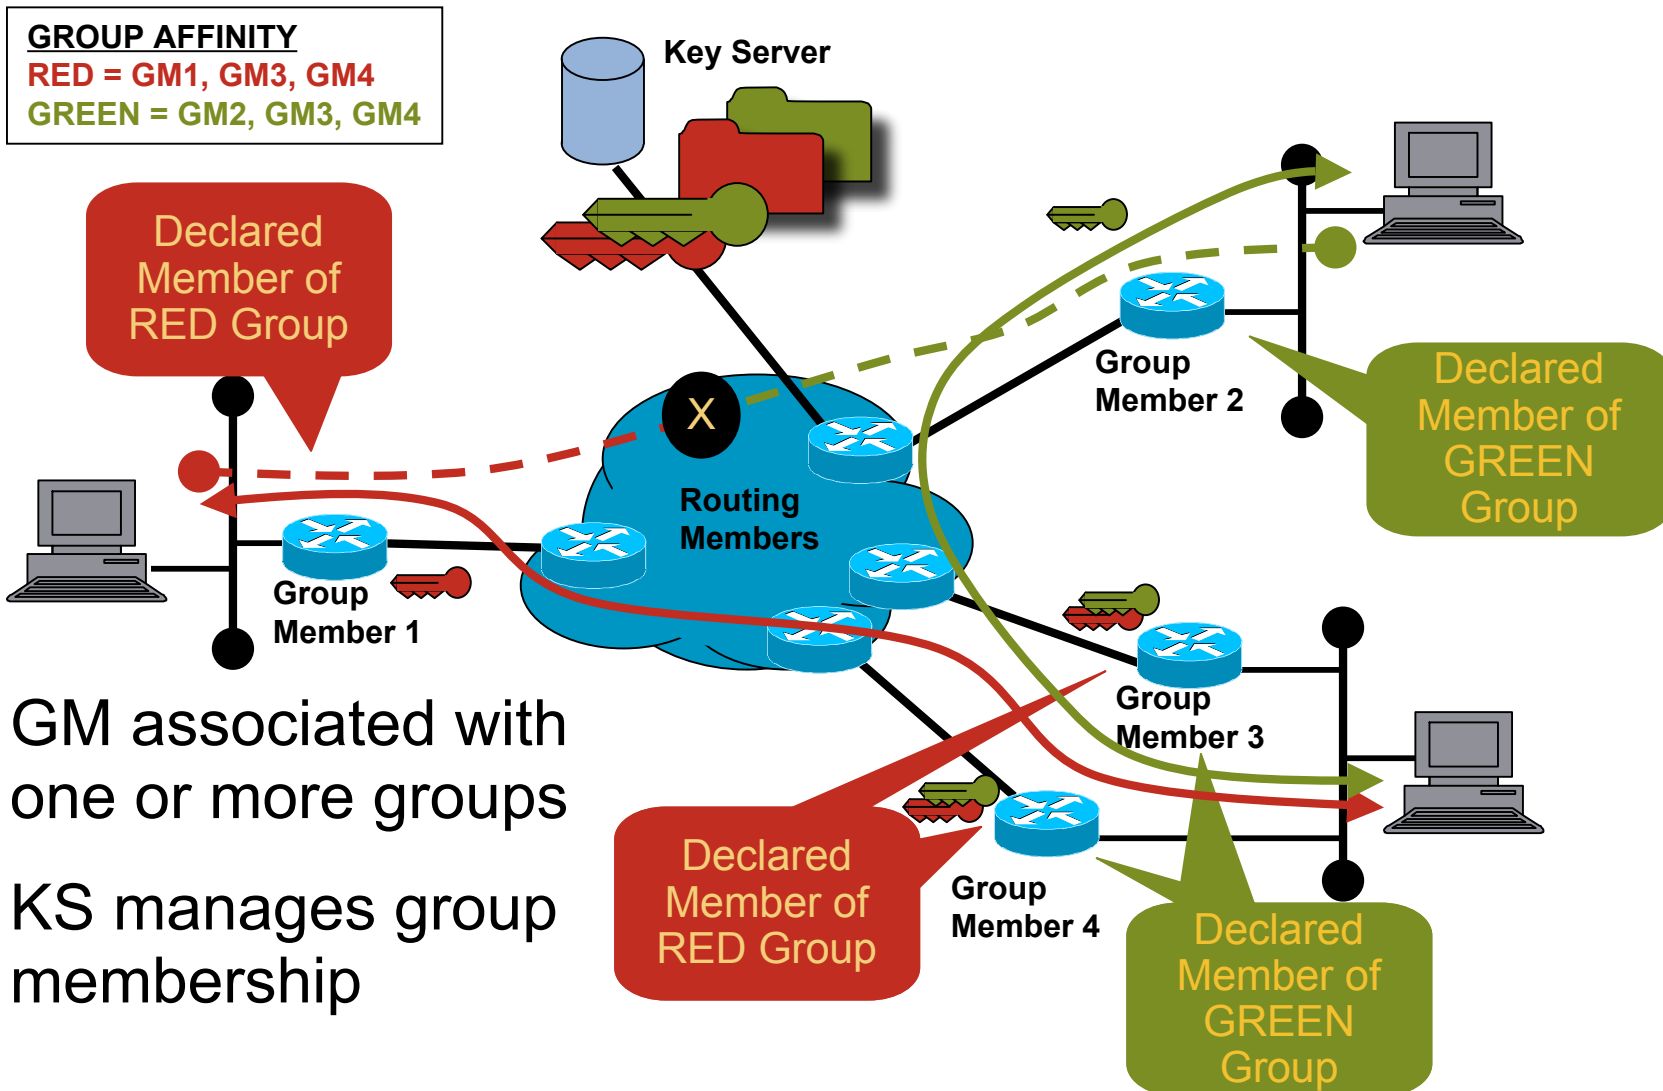 GROUP AFFINITY
RED = GM1, GM3, GM4
GREEN = GM2, GM3, GM4
Key Server
Declared
Member of
RED Group
Group
Member 2
Declared
Member of
GREEN
Group
X
Routing
Members
Group
Member 1
Group
Member 3
GM associated with
one or more groups
KS manages group
membership
Declared
Member of
RED Group
Group
Member 4
Declared
Member of
GREEN
Group